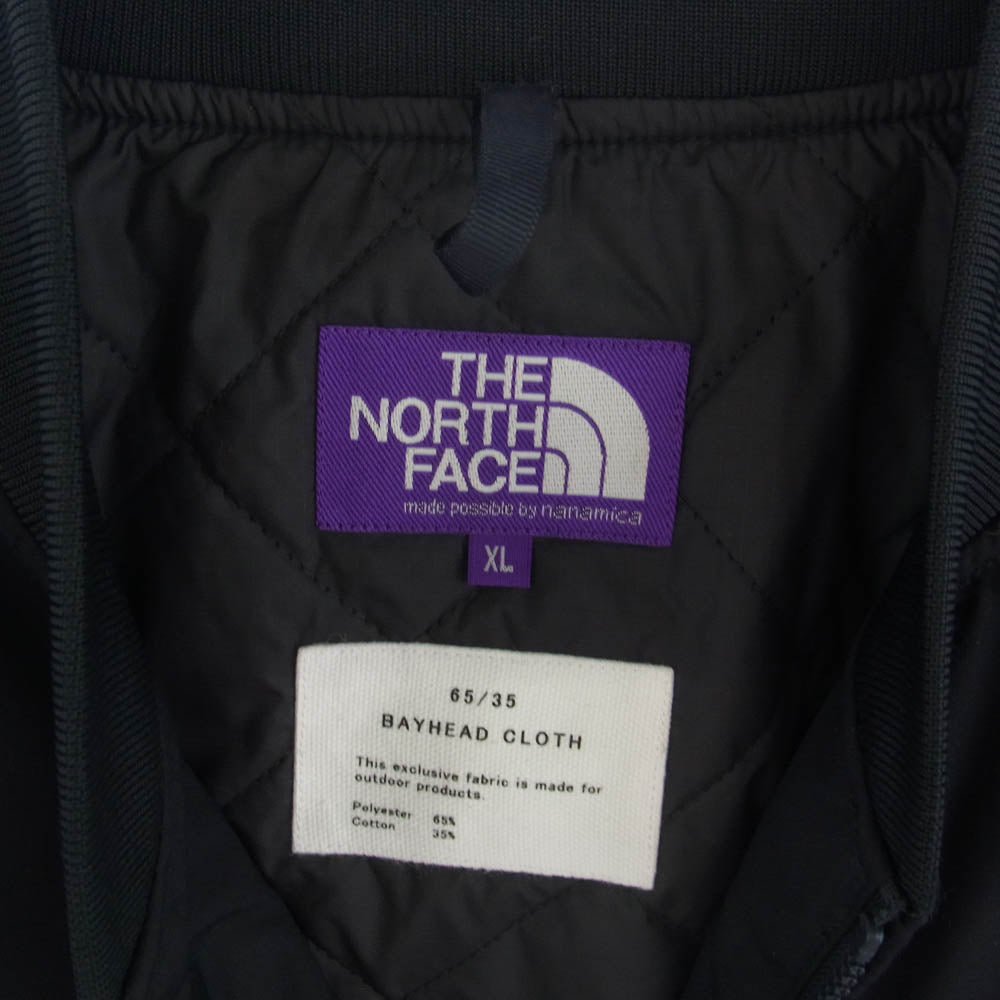 THE
NORTH
FACE
made possible by nanamica
XL
65/35
BAYHEAD CLOTH
This exclusive fabric is made for
outdoor products.
Polyester 65%
Cotton 35%